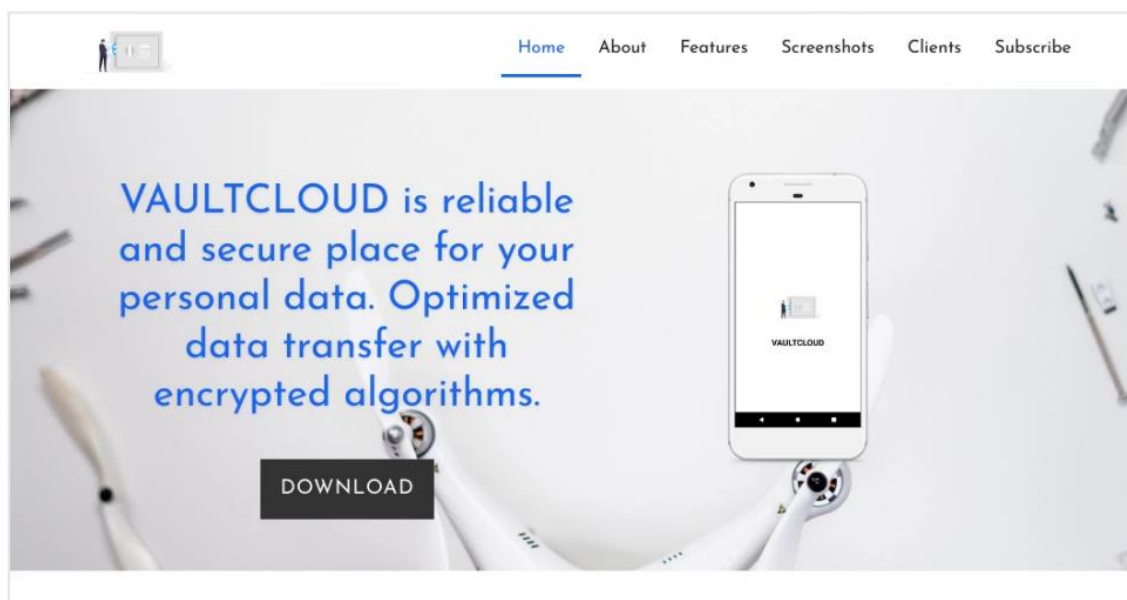 Home About Features Screenshots Clients Subscribe
VAULTCLOUD is reliable
and secure place for your
personal data. Optimized
data transfer with
encrypted algorithms.
VAULTCLOUD
DOWNLOAD